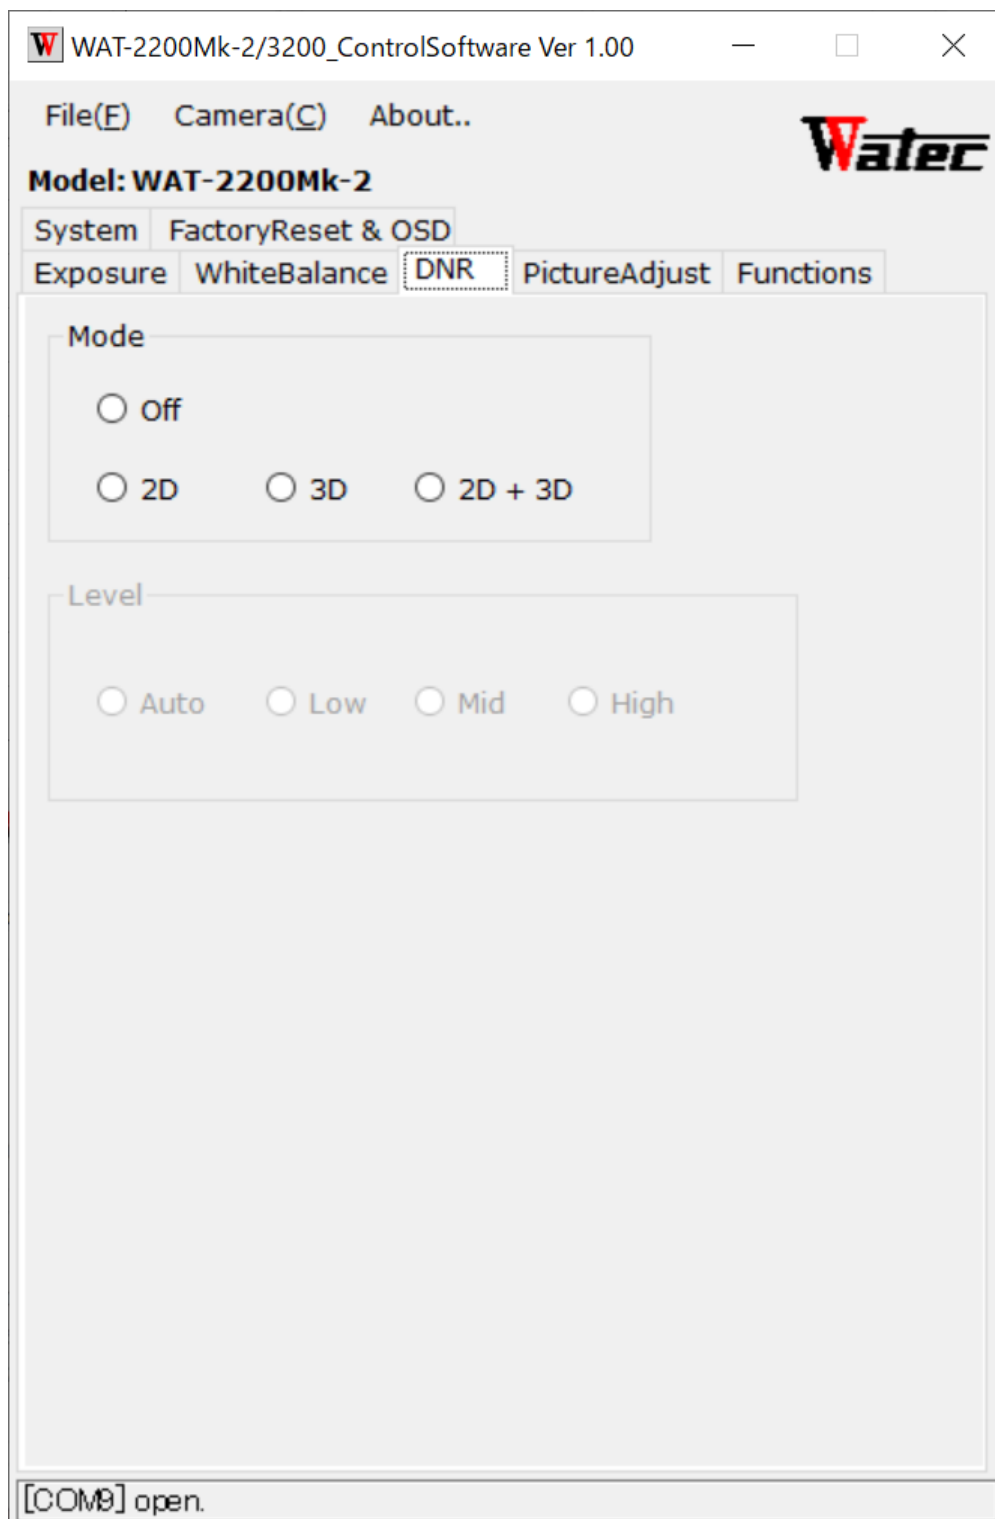 WAT-2200Mk-2/3200_ControlSoftware Ver 1.00
File(F) Camera(C) About..
Watec
Model: WAT-2200Mk-2
System FactoryReset & OSD
Exposure WhiteBalance DNR PictureAdjust Functions
Mode
Off
2D 3D 2D + 3D
Level
Auto Low Mid High
[COM9] open.